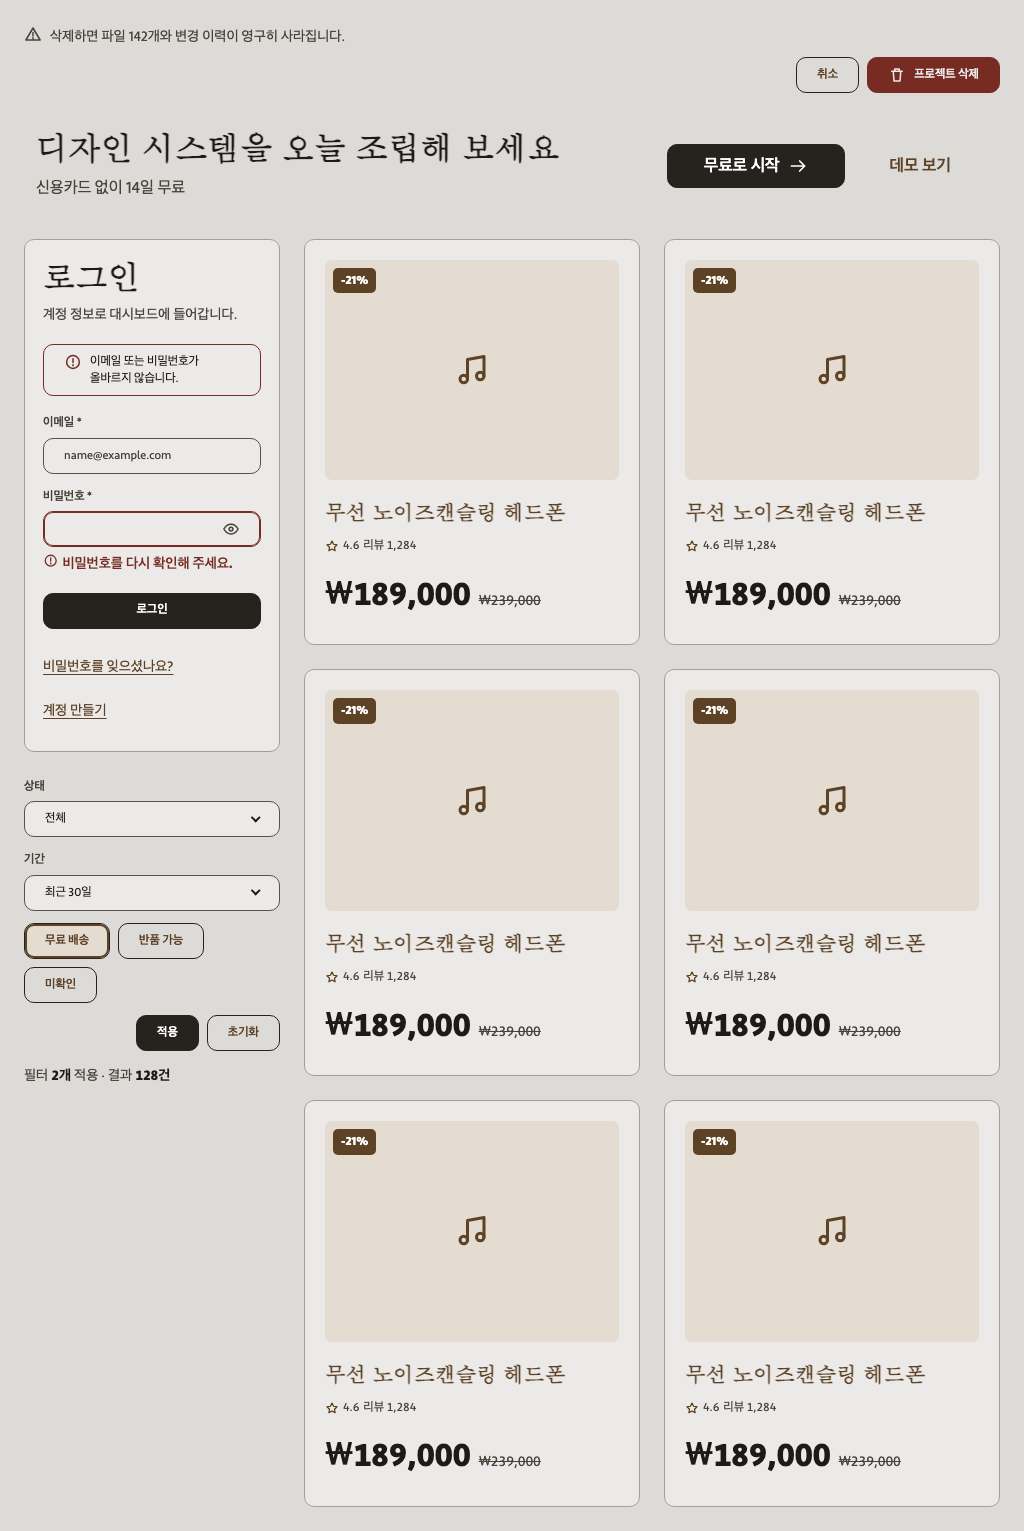 삭제하면 파일 142개와 변경 이력이 영구히 사라집니다.
취소
프로젝트 삭제
디자인 시스템을 오늘 조립해 보세요
신용카드 없이 14일 무료
무료로 시작
데모 보기
로그인
계정 정보로 대시보드에 들어갑니다.
이메일 또는 비밀번호가
올바르지 않습니다.
이메일 *
name@example.com
비밀번호 *
비밀번호를 다시 확인해 주세요.
로그인
비밀번호를 잊으셨나요?
계정 만들기
상태
전체
기간
최근 30일
무료 배송
반품 가능
미확인
적용
초기화
필터 2개 적용 · 결과 128건
-21%
무선 노이즈캔슬링 헤드폰
4.6 리뷰 1,284
₩189,000 ₩239,000
-21%
무선 노이즈캔슬링 헤드폰
4.6 리뷰 1,284
₩189,000 ₩239,000
-21%
무선 노이즈캔슬링 헤드폰
4.6 리뷰 1,284
₩189,000 ₩239,000
-21%
무선 노이즈캔슬링 헤드폰
4.6 리뷰 1,284
₩189,000 ₩239,000
-21%
무선 노이즈캔슬링 헤드폰
4.6 리뷰 1,284
₩189,000 ₩239,000
-21%
무선 노이즈캔슬링 헤드폰
4.6 리뷰 1,284
₩189,000 ₩239,000